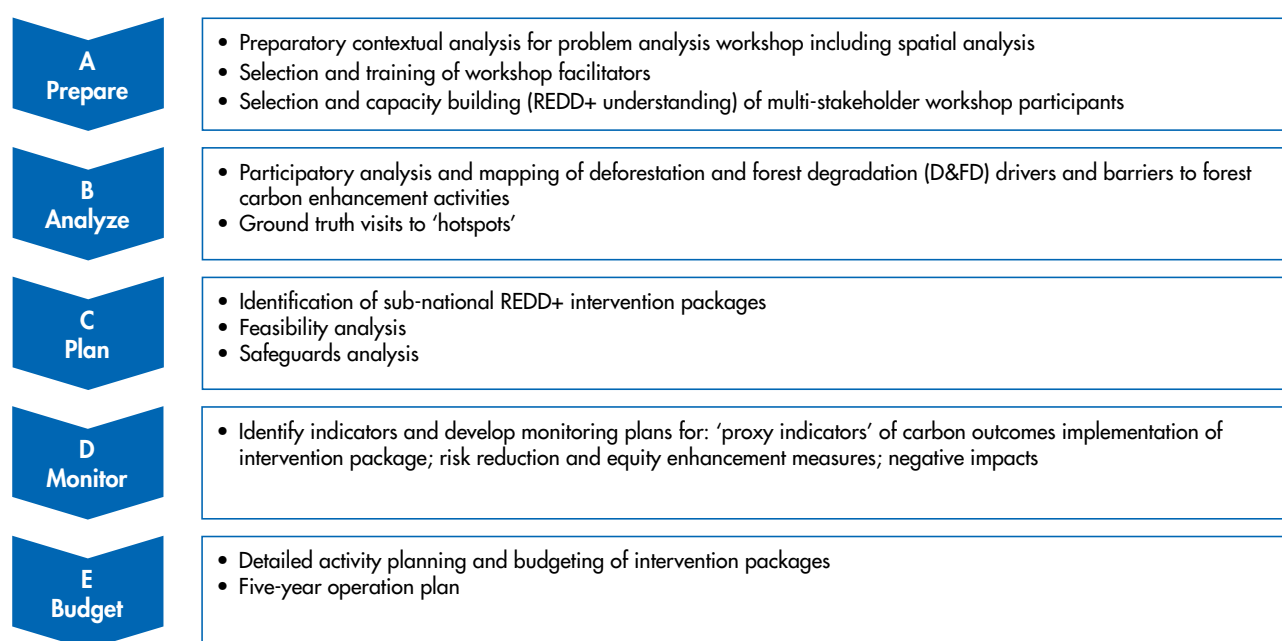 A
Prepare
• Preparatory contextual analysis for problem analysis workshop including spatial analysis
• Selection and training of workshop facilitators
• Selection and capacity building (REDD+ understanding) of multi-stakeholder workshop participants
B
Analyze
• Participatory analysis and mapping of deforestation and forest degradation (D&FD) drivers and barriers to forest
carbon enhancement activities
• Ground truth visits to ‘hotspots’
C
Plan
• Identification of sub-national REDD+ intervention packages
• Feasibility analysis
• Safeguards analysis
D
Monitor
• Identify indicators and develop monitoring plans for: ‘proxy indicators’ of carbon outcomes implementation of
intervention package; risk reduction and equity enhancement measures; negative impacts
E
Budget
• Detailed activity planning and budgeting of intervention packages
• Five-year operation plan